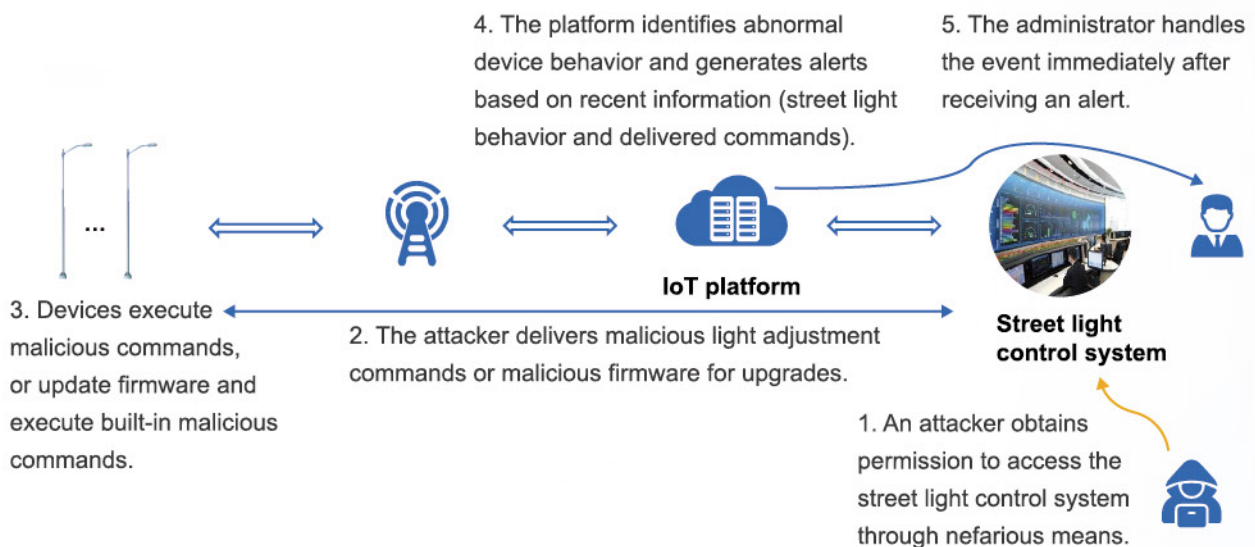 4. The platform identifies abnormal
device behavior and generates alerts
based on recent information (street light
behavior and delivered commands).
5. The administrator handles
the event immediately after
receiving an alert.
...
IoT platform
Street light
control system
3. Devices execute
malicious commands,
or update firmware and
execute built-in malicious
commands.
2. The attacker delivers malicious light adjustment
commands or malicious firmware for upgrades.
1. An attacker obtains
permission to access the
street light control system
through nefarious means.